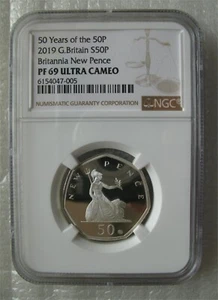 50 Years of the 50P
2019 G.Britain S50P
Britannia New Pence
PF 69 ULTRA CAMEO
6154047-005
NUMISMATIC GUARANTY CORPORATION
NGC
NEW PENCE
50